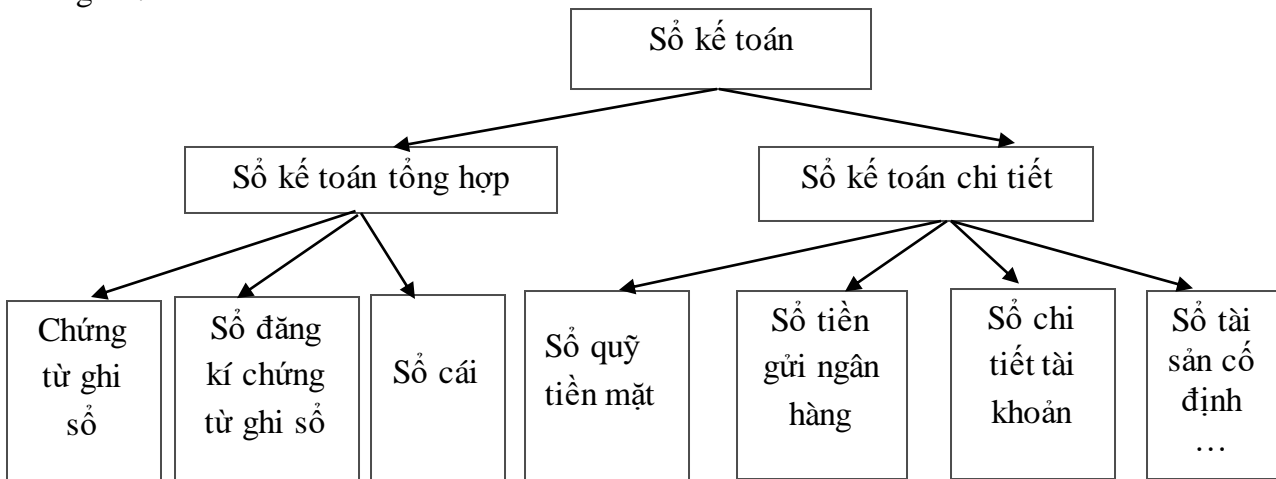 Sổ kế toán
Sổ kế toán tổng hợp
Sổ kế toán chi tiết
Chứng
từ ghi
sổ
Sổ đăng
kí chứng
từ ghi sổ
Sổ cái
Sổ quỹ
tiền mặt
Sổ tiền
gửi ngân
hàng
Sổ chi
tiết tài
khoản
Sổ tài
sản cố
định
…